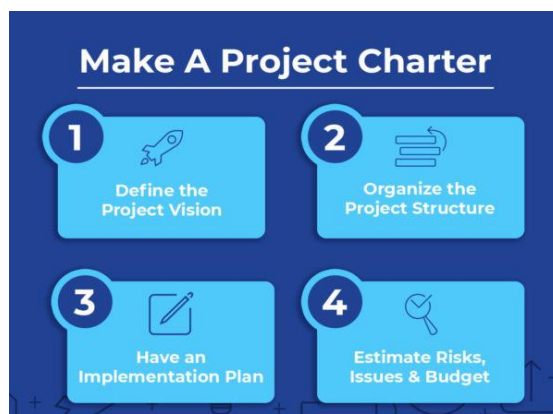 Make A Project Charter
1
Define the
Project Vision
2
Organize the
Project Structure
3
Have an
Implementation Plan
4
Estimate Risks,
Issues & Budget